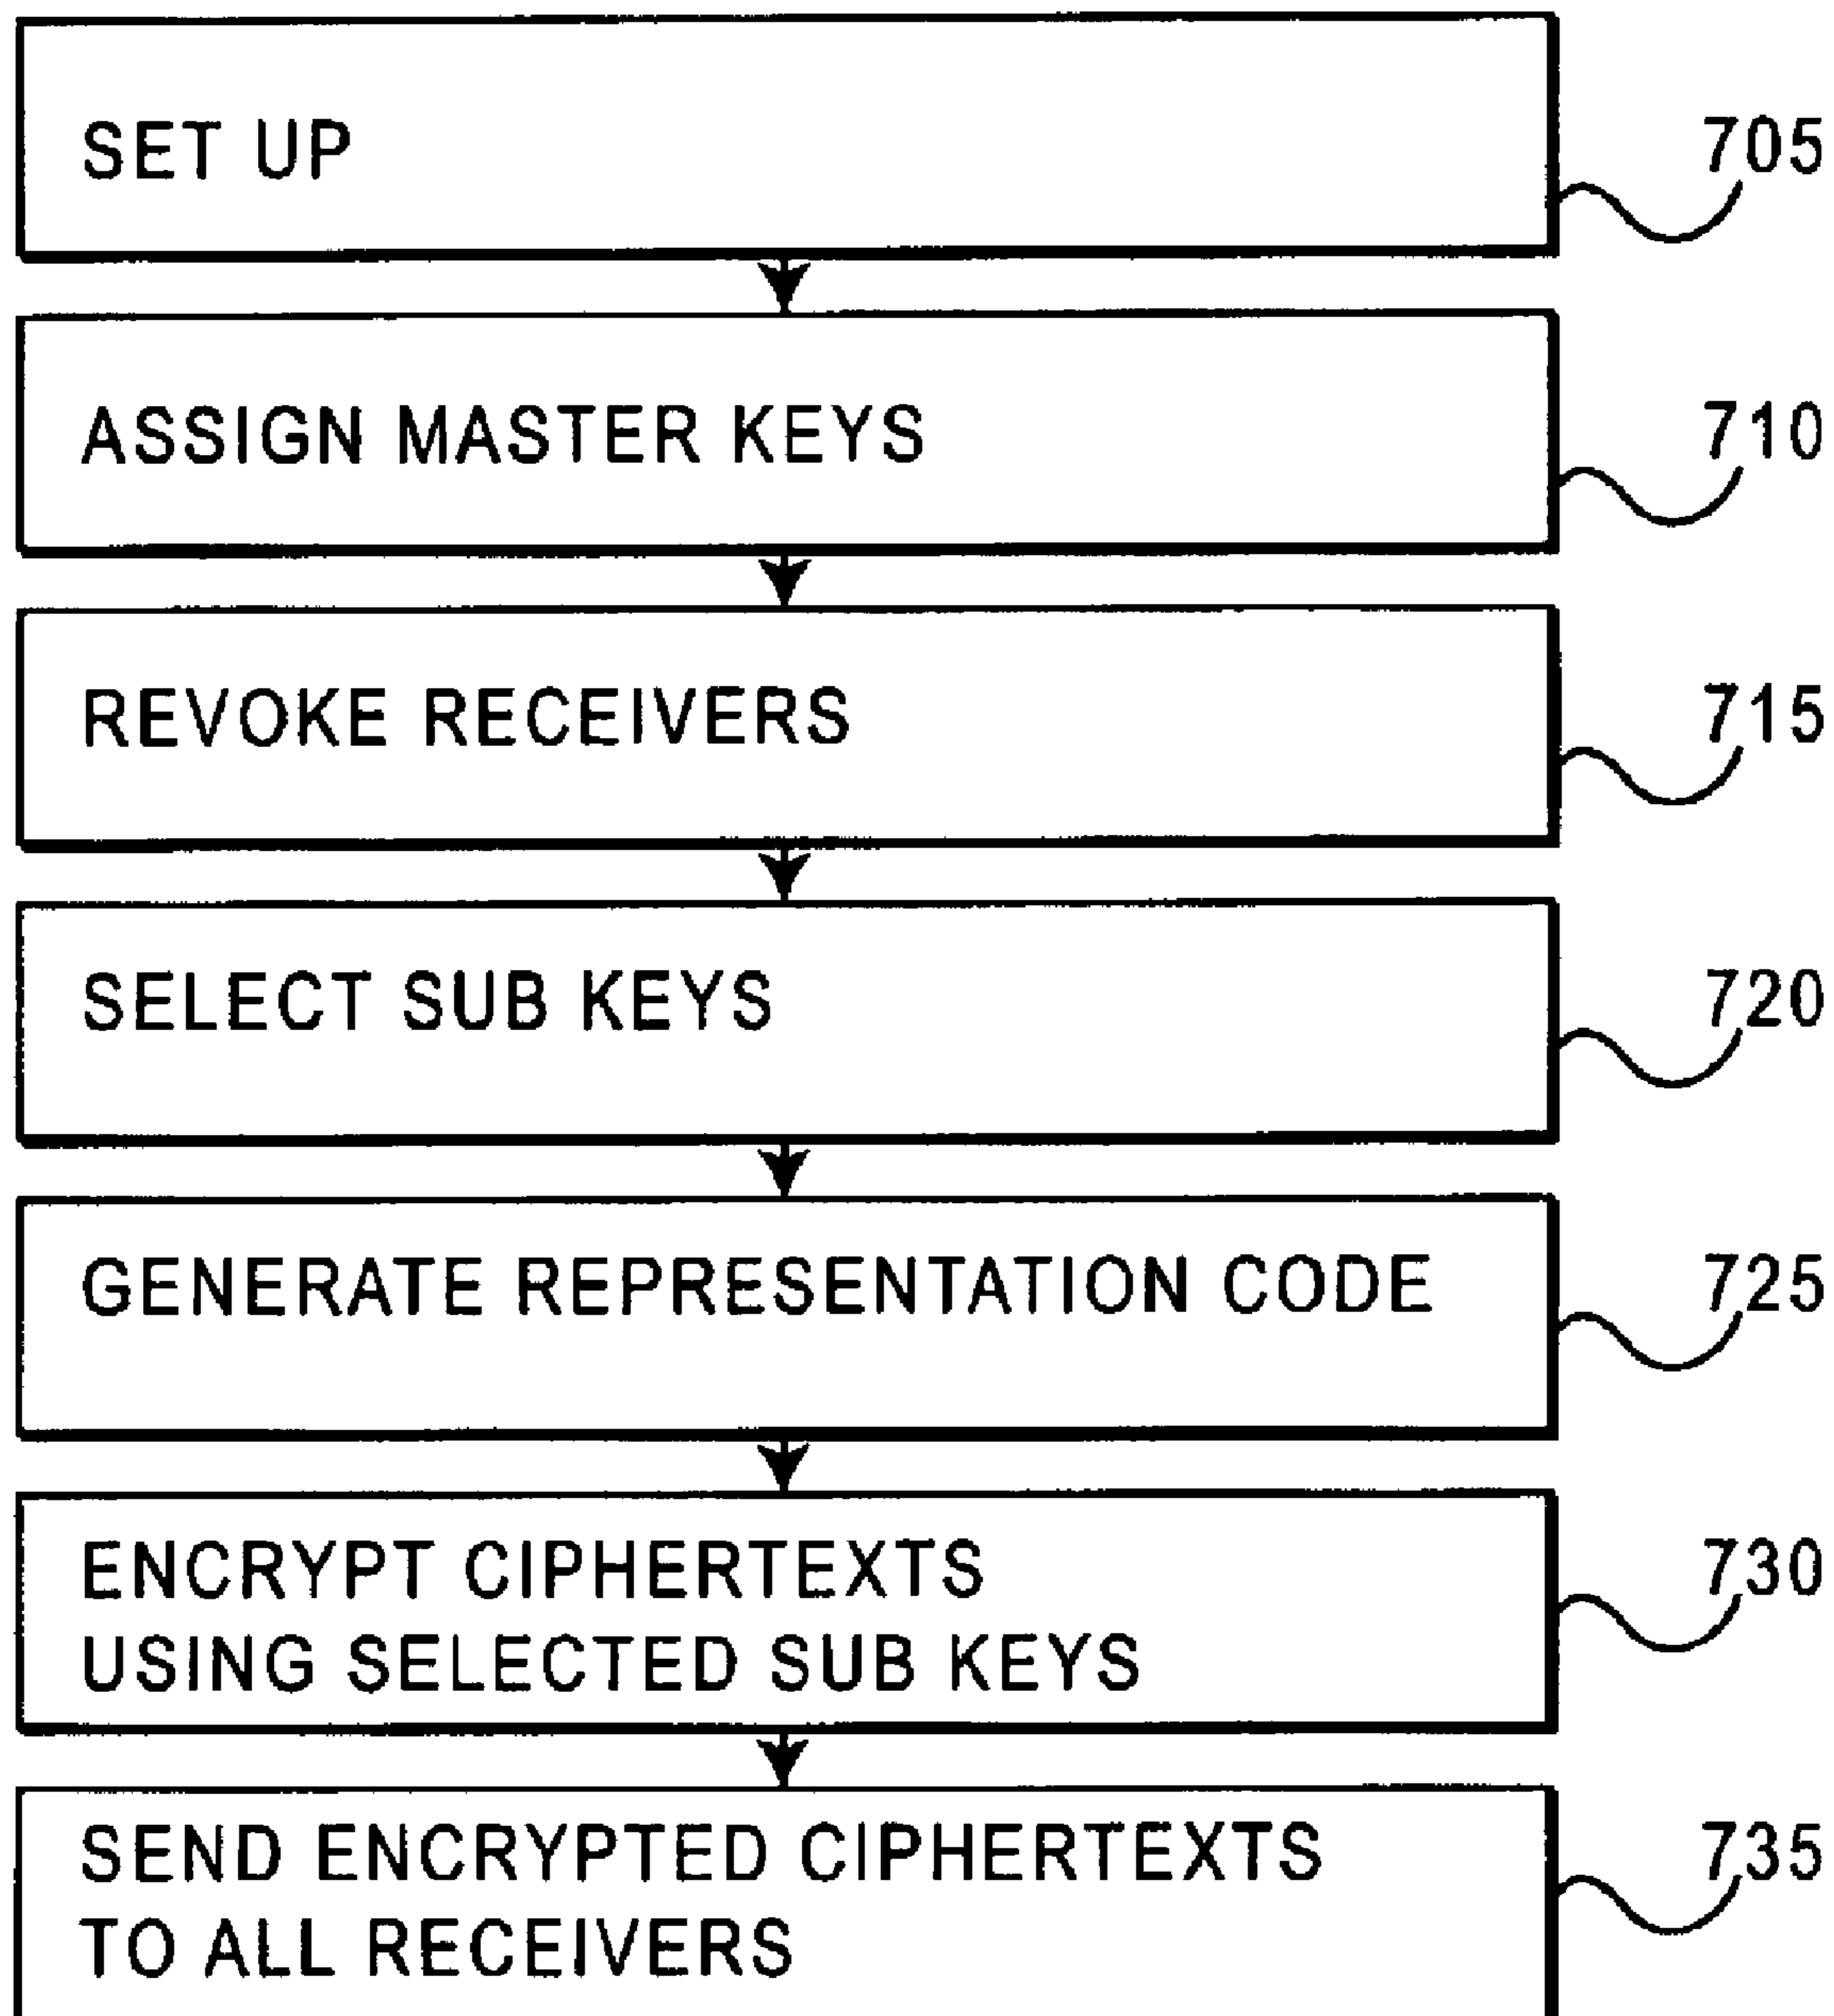 SET UP
705
ASSIGN MASTER KEYS
710
REVOKE RECEIVERS
715
SELECT SUB KEYS
720
GENERATE REPRESENTATION CODE
725
ENCRYPT CIPHERTEXTS
730
USING SELECTED SUB KEYS
SEND ENCRYPTED CIPHERTEXTS
735
TO ALL RECEIVERS